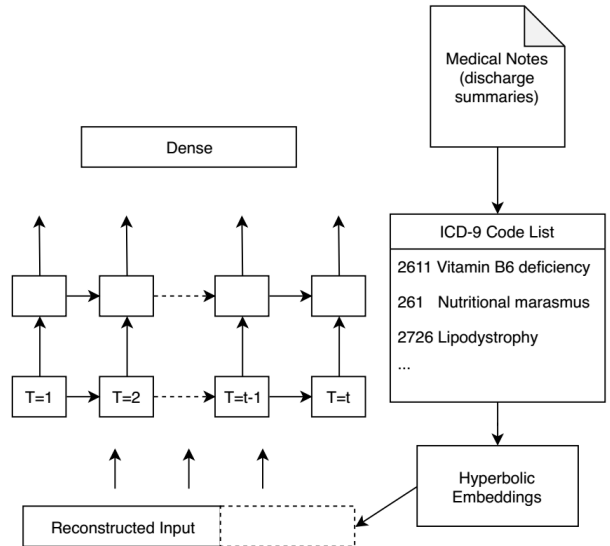 Medical Notes
(discharge
summaries)
Dense
ICD-9 Code List
2611 Vitamin B6 deficiency
261 Nutritional marasmus
2726 Lipodystrophy
...
T=1
T=2
T=t-1
T=t
Hyperbolic
Embeddings
Reconstructed Input